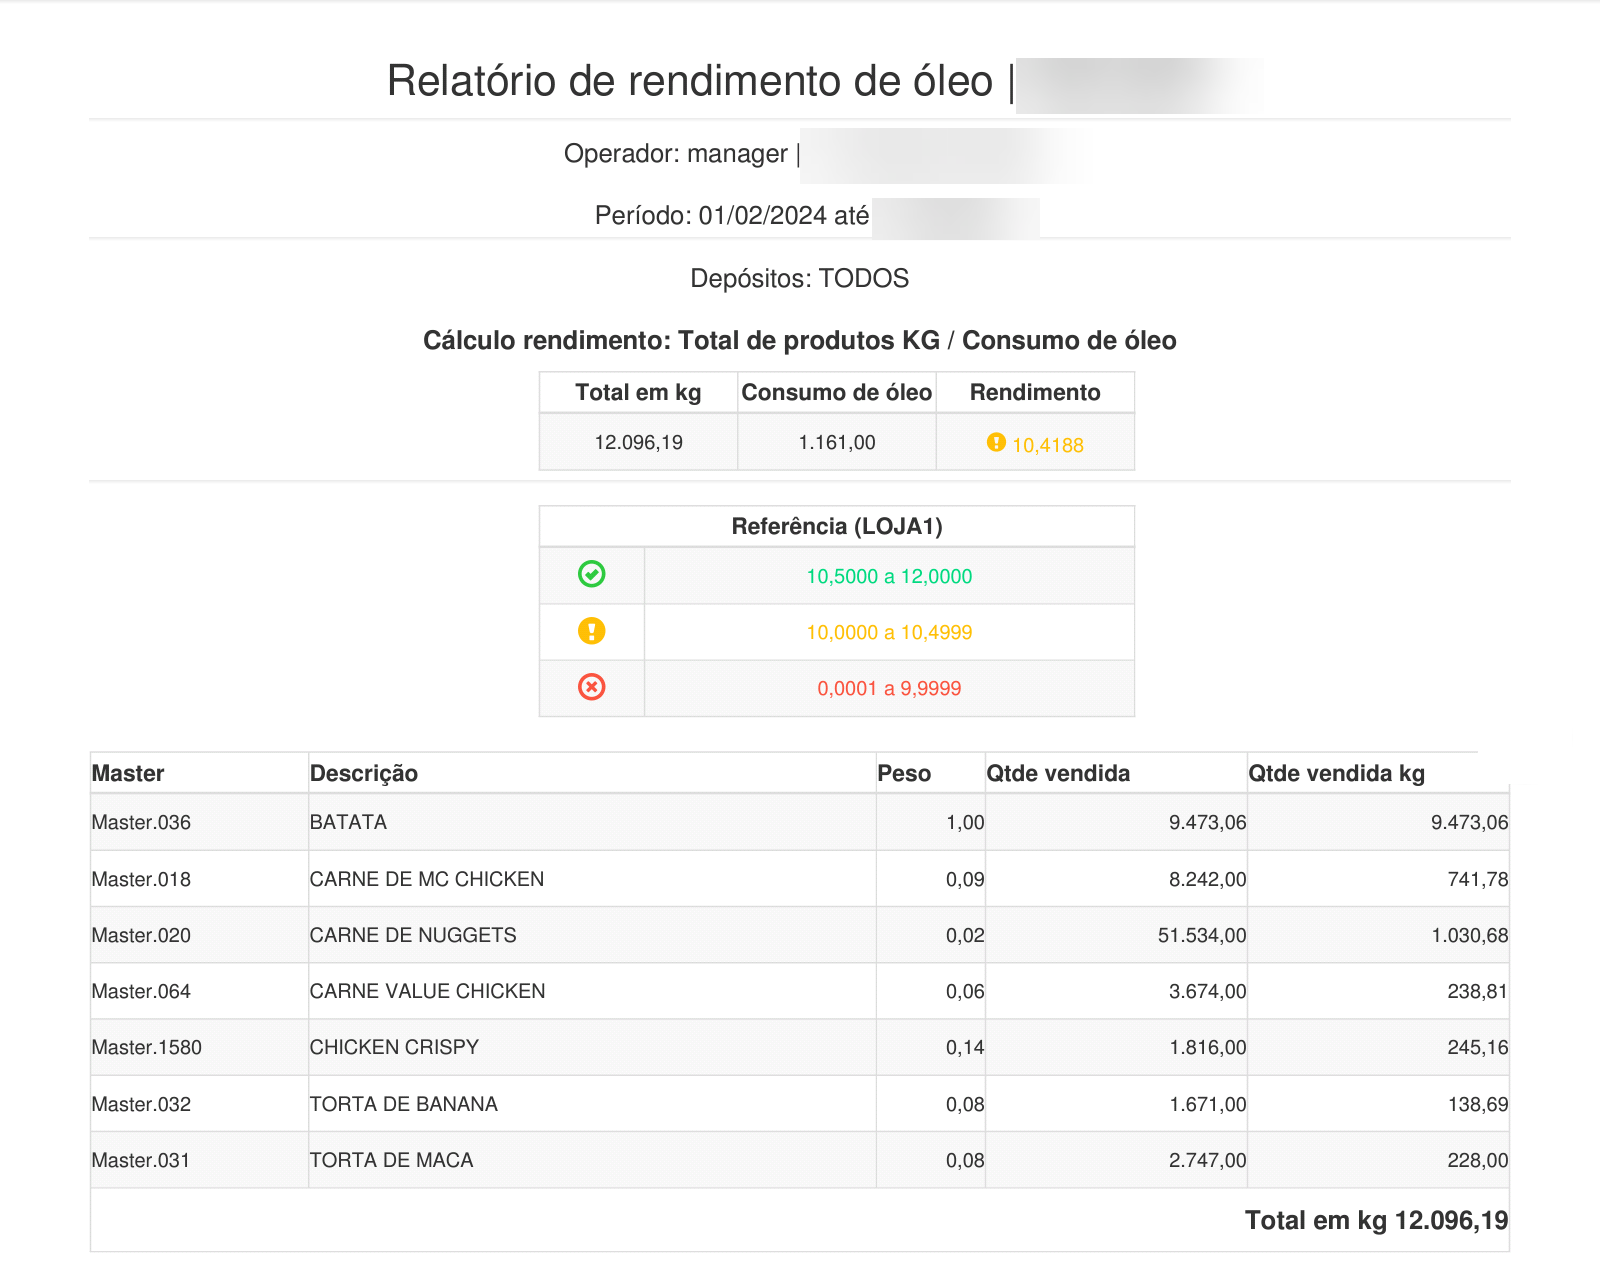 Relatório de rendimento de óleo |
Operador: manager |
Período: 01/02/2024 até
Depósitos: TODOS
Cálculo rendimento: Total de produtos KG / Consumo de óleo
Total em kg Consumo de óleo Rendimento
12.096,19 1.161,00 10,4188
Referência (LOJA1)
10,5000 a 12,0000
10,0000 a 10,4999
0,0001 a 9,9999
Master Descrição Peso Qtde vendida Qtde vendida kg
Master.036 BATATA 1,00 9.473,06 9.473,06
Master.018 CARNE DE MC CHICKEN 0,09 8.242,00 741,78
Master.020 CARNE DE NUGGETS 0,02 51.534,00 1.030,68
Master.064 CARNE VALUE CHICKEN 0,06 3.674,00 238,81
Master.1580 CHICKEN CRISPY 0,14 1.816,00 245,16
Master.032 TORTA DE BANANA 0,08 1.671,00 138,69
Master.031 TORTA DE MACA 0,08 2.747,00 228,00
Total em kg 12.096,19